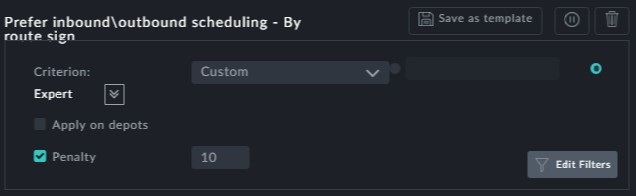 Prefer inbound\outbound scheduling - By
route sign
Save as template
Criterion:
Custom
Expert
Apply on depots
Penalty
10
Edit Filters